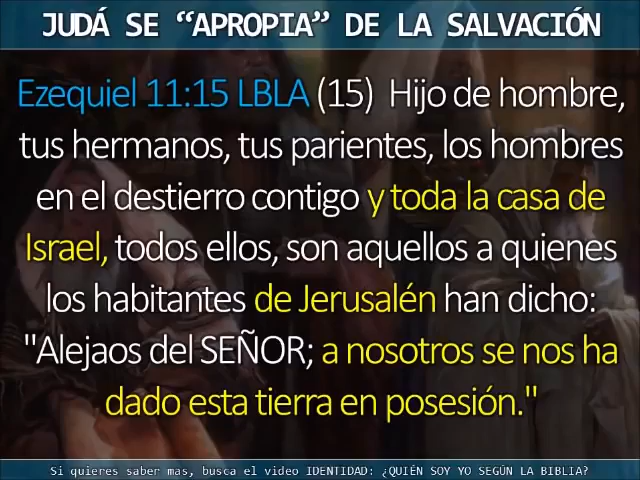 JUDÁ SE “APROPIA” DE LA SALVACIÓN
Ezequiel 11:15 LBLA (15) Hijo de hombre,
tus hermanos, tus parientes, los hombres
en el destierro contigo y toda la casa de
Israel, todos ellos, son aquellos a quienes
los habitantes de Jerusalén han dicho:
"Alejaos del SEÑOR; a nosotros se nos ha
dado esta tierra en posesión."
Si quieres saber mas, busca el video IDENTIDAD: ¿QUIÉN SOY YO SEGÚN LA BIBLIA?